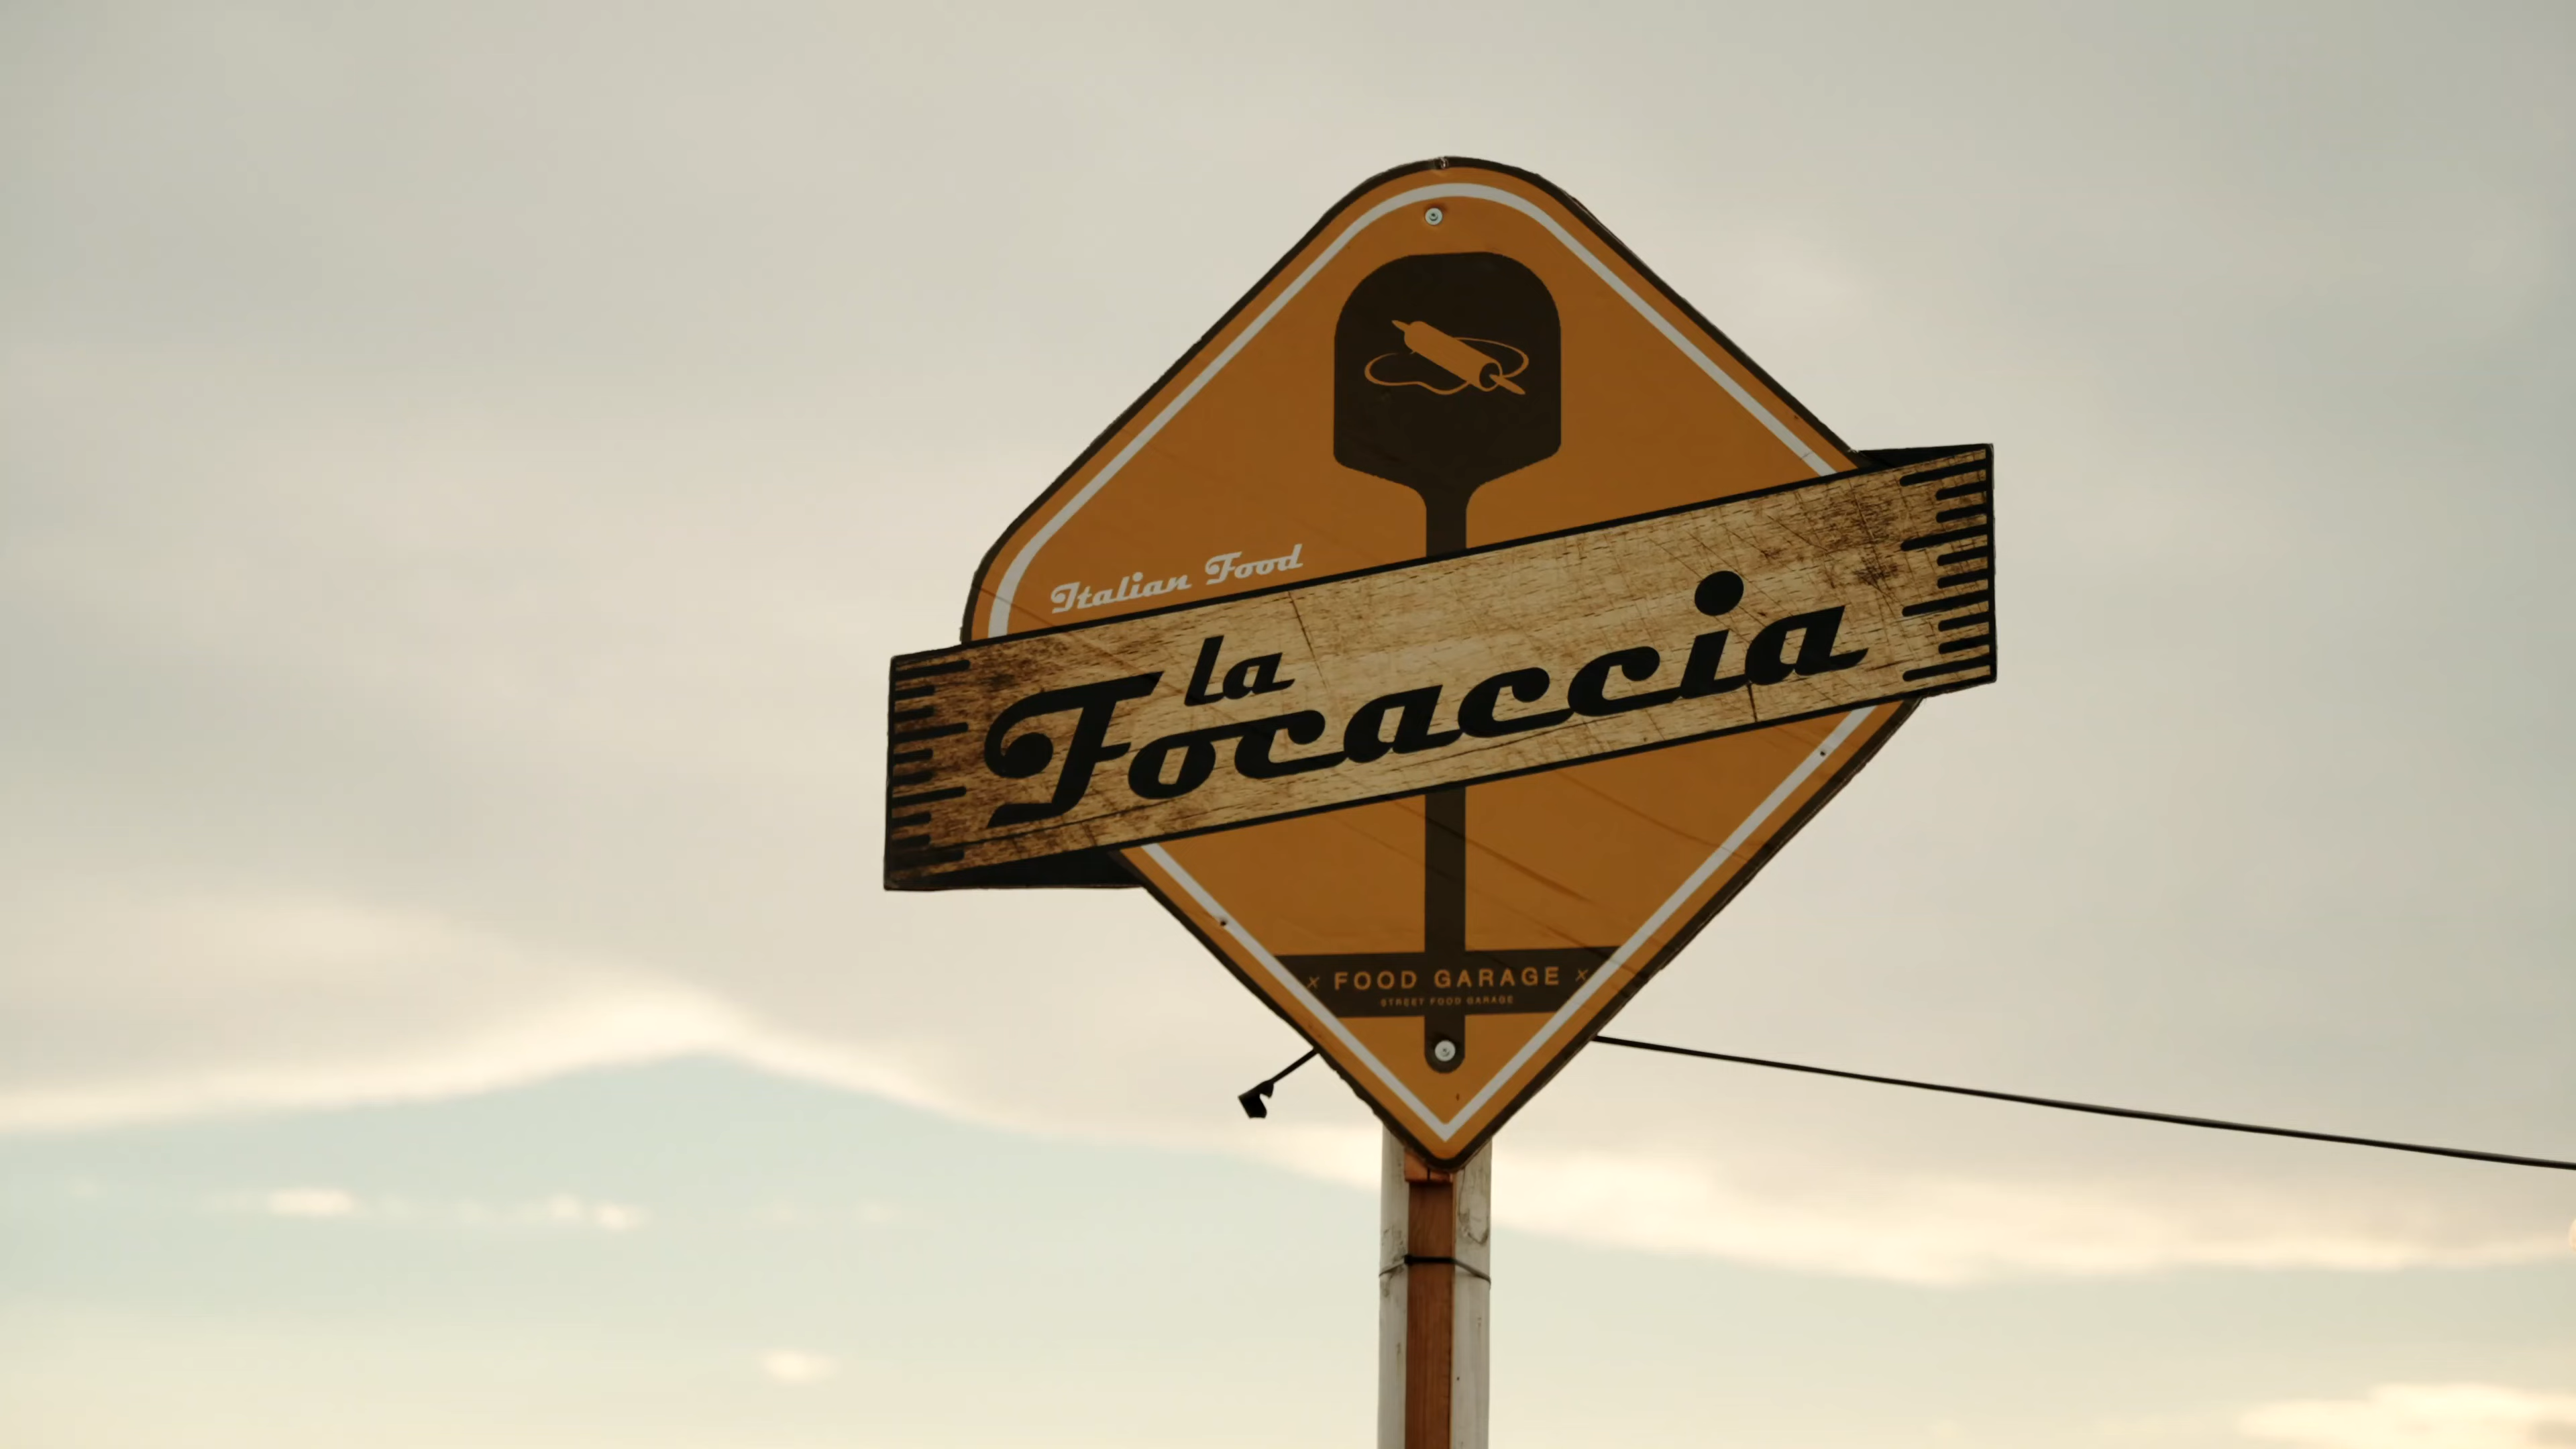 Italian Food
la
Focaccia
× FOOD GARAGE ×
STREET FOOD GARAGE